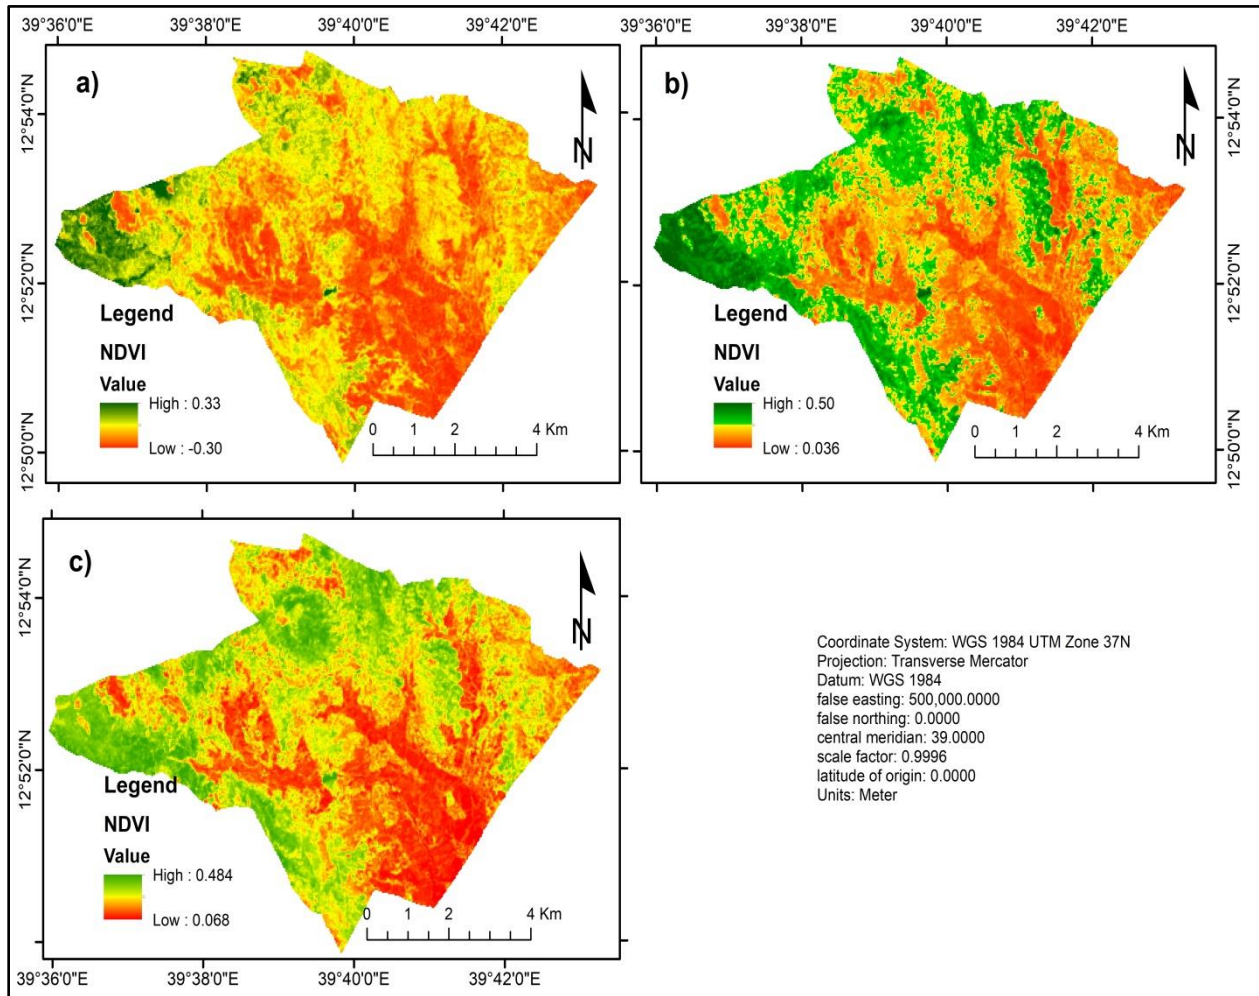 39°36'0"E 39°38'0"E 39°40'0"E 39°42'0"E
39°36'0"E 39°38'0"E 39°40'0"E 39°42'0"E
a)
12°54'0"N
12°52'0"N
12°50'0"N
N
Legend
NDVI
Value
High : 0.33
Low : -0.30
0 1 2 4 Km
b)
N
12°54'0"N
12°52'0"N
12°50'0"N
Legend
NDVI
Value
High : 0.50
Low : 0.036
0 1 2 4 Km
c)
12°54'0"N
12°52'0"N
N
Legend
NDVI
Value
High : 0.484
Low : 0.068
0 1 2 4 Km
39°36'0"E 39°38'0"E 39°40'0"E 39°42'0"E
Coordinate System: WGS 1984 UTM Zone 37N
Projection: Transverse Mercator
Datum: WGS 1984
false easting: 500,000.0000
false northing: 0.0000
central meridian: 39.0000
scale factor: 0.9996
latitude of origin: 0.0000
Units: Meter